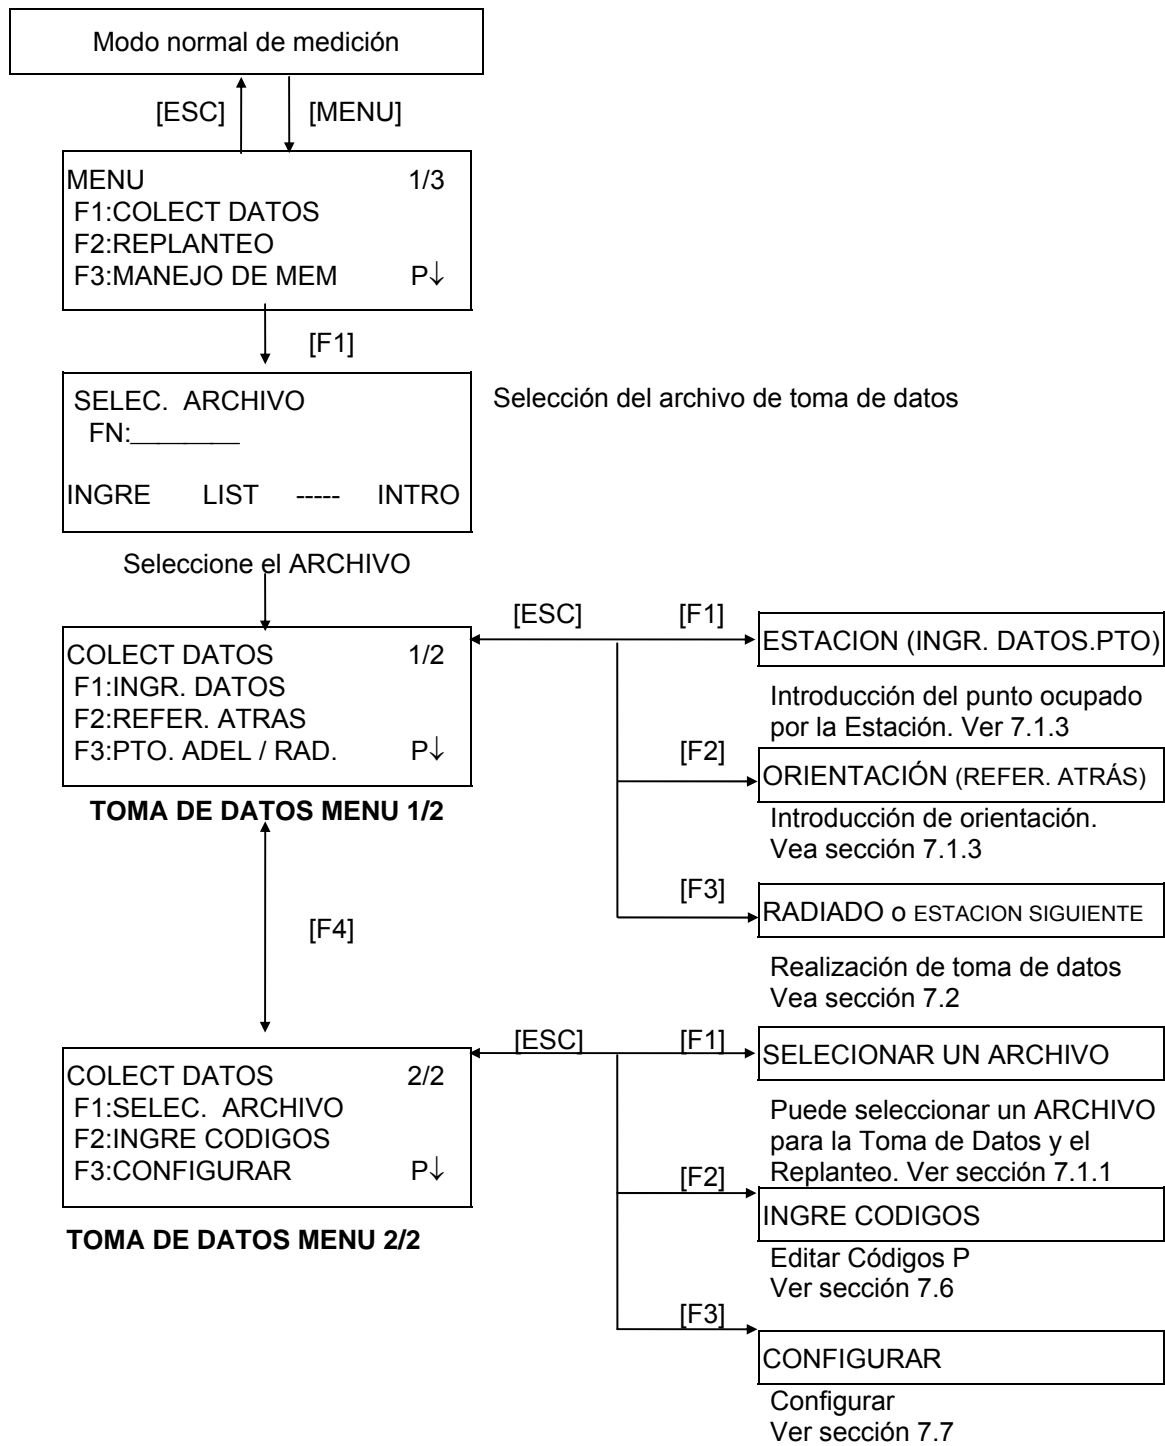 Modo normal de medición
[ESC] [MENU]
MENU 1/3
F1:COLECT DATOS
F2:REPLANTEO
F3:MANEJO DE MEM P↓
[F1]
SELEC. ARCHIVO
FN:_______
INGRE LIST ----- INTRO
Selección del archivo de toma de datos
Seleccione el ARCHIVO
COLECT DATOS 1/2
F1:INGR. DATOS
F2:REFER. ATRAS
F3:PTO. ADEL / RAD. P↓
TOMA DE DATOS MENU 1/2
[ESC] [F1]
ESTACION (INGR. DATOS.PTO)
Introducción del punto ocupado
por la Estación. Ver 7.1.3
[F2]
ORIENTACIÓN (REFER. ATRÁS)
Introducción de orientación.
Vea sección 7.1.3
[F3]
RADIADO o ESTACION SIGUIENTE
Realización de toma de datos
Vea sección 7.2
[F4]
COLECT DATOS 2/2
F1:SELEC. ARCHIVO
F2:INGRE CODIGOS
F3:CONFIGURAR P↓
TOMA DE DATOS MENU 2/2
[ESC] [F1]
SELECIONAR UN ARCHIVO
Puede seleccionar un ARCHIVO
para la Toma de Datos y el
Replanteo. Ver sección 7.1.1
[F2]
INGRE CODIGOS
Editar Códigos P
Ver sección 7.6
[F3]
CONFIGURAR
Configurar
Ver sección 7.7